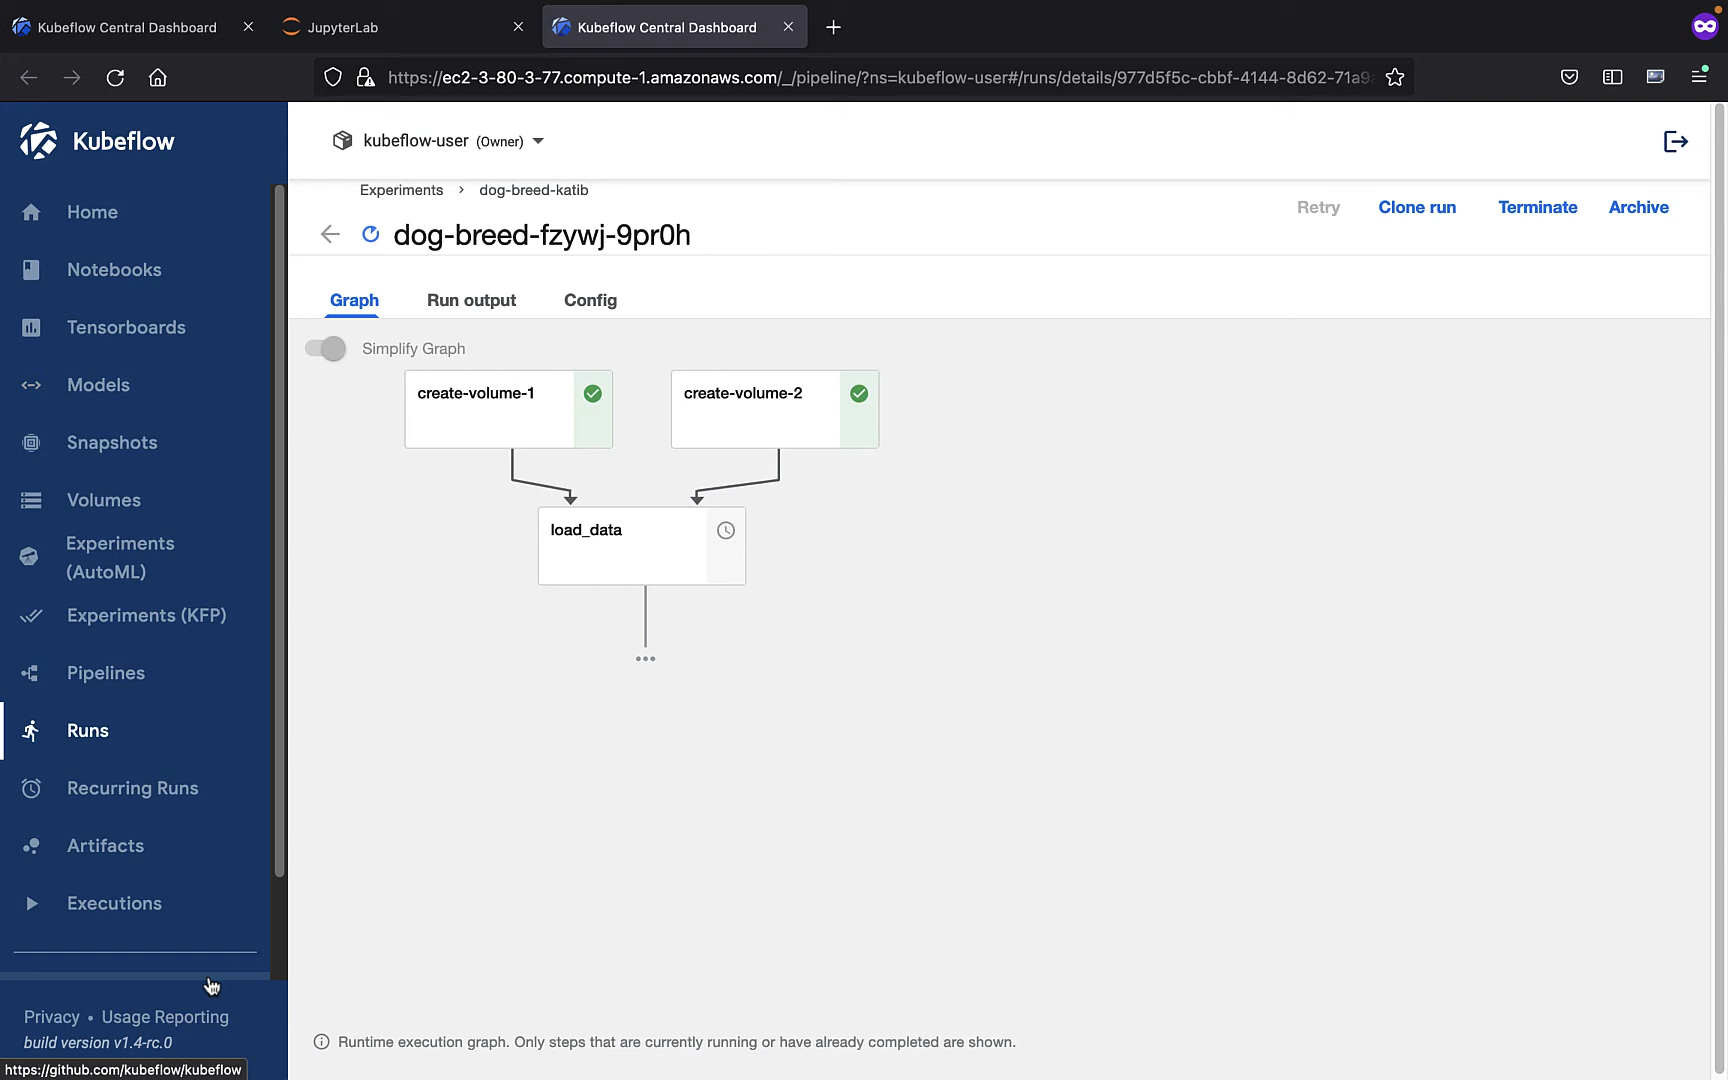 Kubeflow Central Dashboard
JupyterLab
Kubeflow Central Dashboard
https://ec2-3-80-3-77.compute-1.amazonaws.com/_/pipeline/?ns=kubeflow-user#/runs/details/977d5f5c-cbbf-4144-8d62-71a9
Kubeflow
kubeflow-user (Owner)
Experiments > dog-breed-katib
Retry Clone run Terminate Archive
dog-breed-fzywj-9pr0h
Graph Run output Config
Simplify Graph
create-volume-1
create-volume-2
load_data
Home
Notebooks
Tensorboards
Models
Snapshots
Volumes
Experiments
(AutoML)
Experiments (KFP)
Pipelines
Runs
Recurring Runs
Artifacts
Executions
Privacy • Usage Reporting
build version v1.4-rc.0
https://github.com/kubeflow/kubeflow
Runtime execution graph. Only steps that are currently running or have already completed are shown.